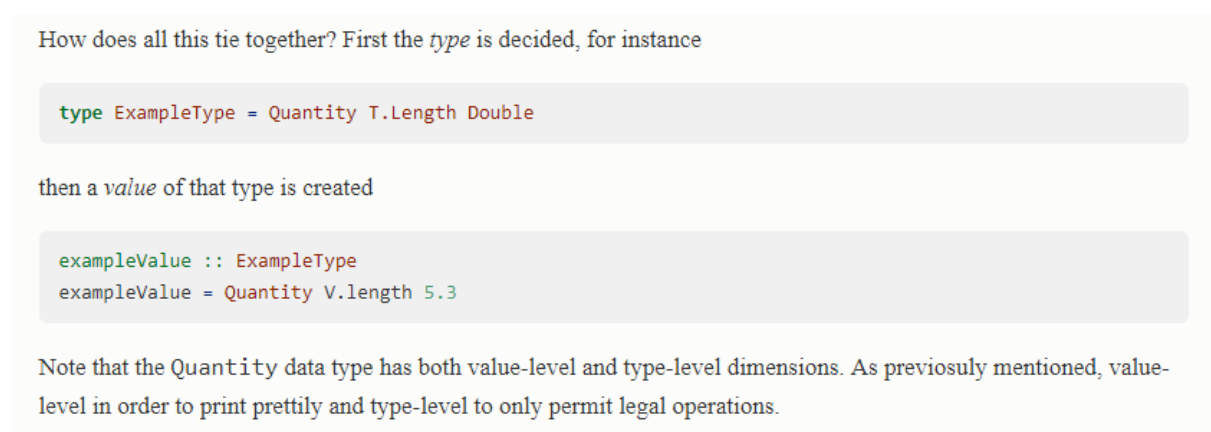 How does all this tie together? First the type is decided, for instance
type ExampleType = Quantity T.Length Double
then a value of that type is created
exampleValue :: ExampleType
exampleValue = Quantity V.length 5.3
Note that the Quantity data type has both value-level and type-level dimensions. As previosuly mentioned, value-
level in order to print prettily and type-level to only permit legal operations.